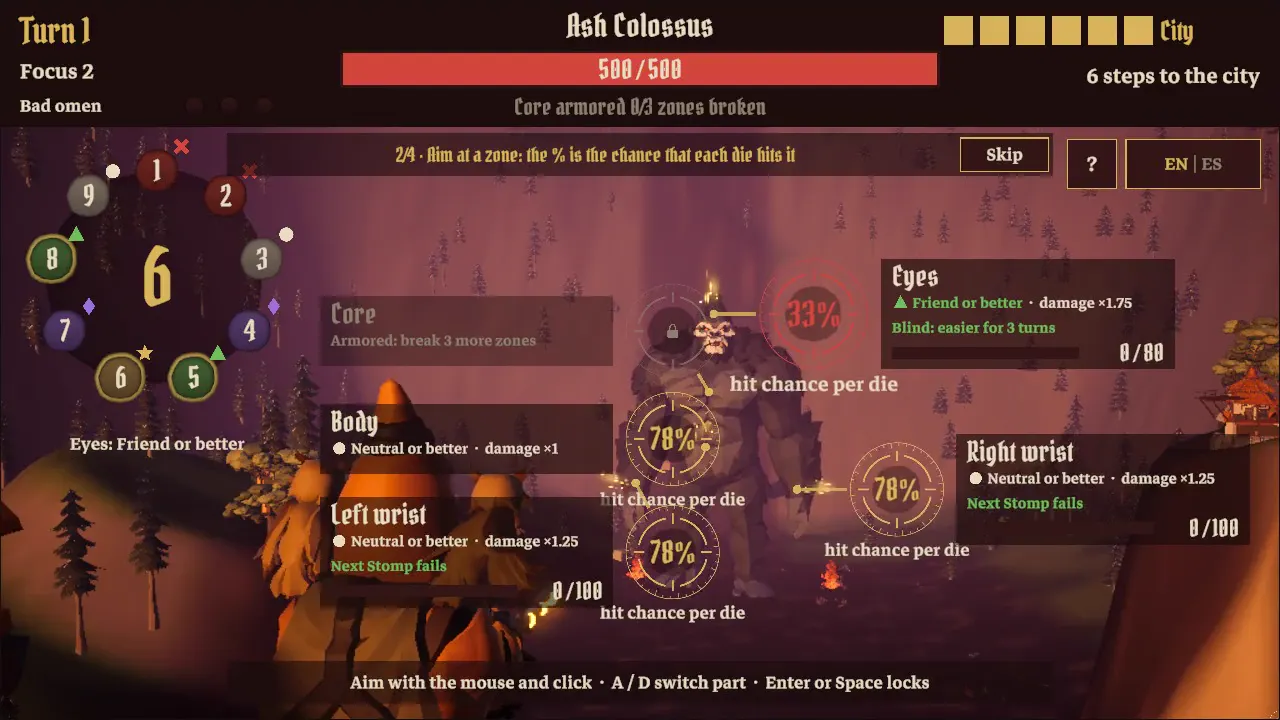 Turn 1
Focus 2
Bad omen
Ash Colossus
500/500
Core armored 0/3 zones broken
City
6 steps to the city
2/4 · Aim at a zone: the % is the chance that each die hits it
Skip
?
EN | ES
1
2
3
4
5
6
7
8
9
6
Eyes: Friend or better
Core
Armored: break 3 more zones
Eyes
Friend or better · damage ×1.75
Blind: easier for 3 turns
0/80
33%
hit chance per die
Body
Neutral or better · damage ×1
78%
hit chance per die
Left wrist
Neutral or better · damage ×1.25
Next Stomp fails
0/100
78%
hit chance per die
Right wrist
Neutral or better · damage ×1.25
Next Stomp fails
0/100
78%
hit chance per die
Aim with the mouse and click · A / D switch part · Enter or Space locks